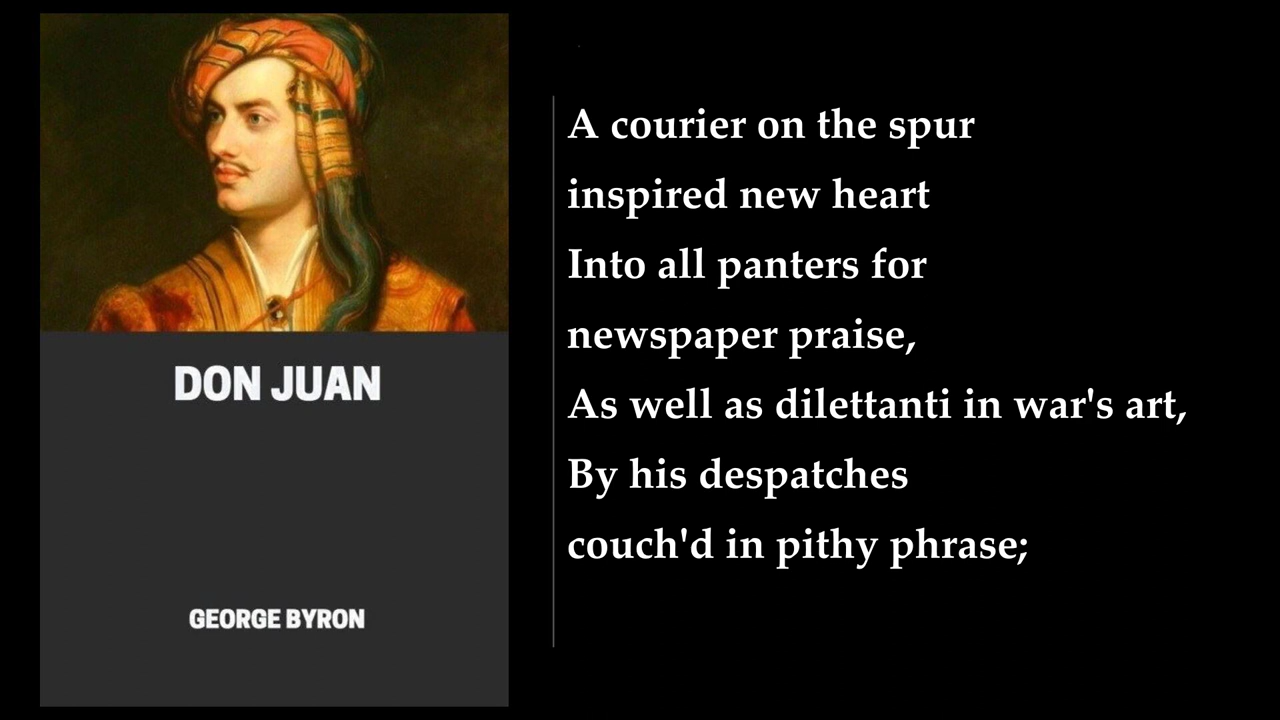 DON JUAN
GEORGE BYRON
A courier on the spur
inspired new heart
Into all panters for
newspaper praise,
As well as dilettanti in war's art,
By his despatches
couch'd in pithy phrase;